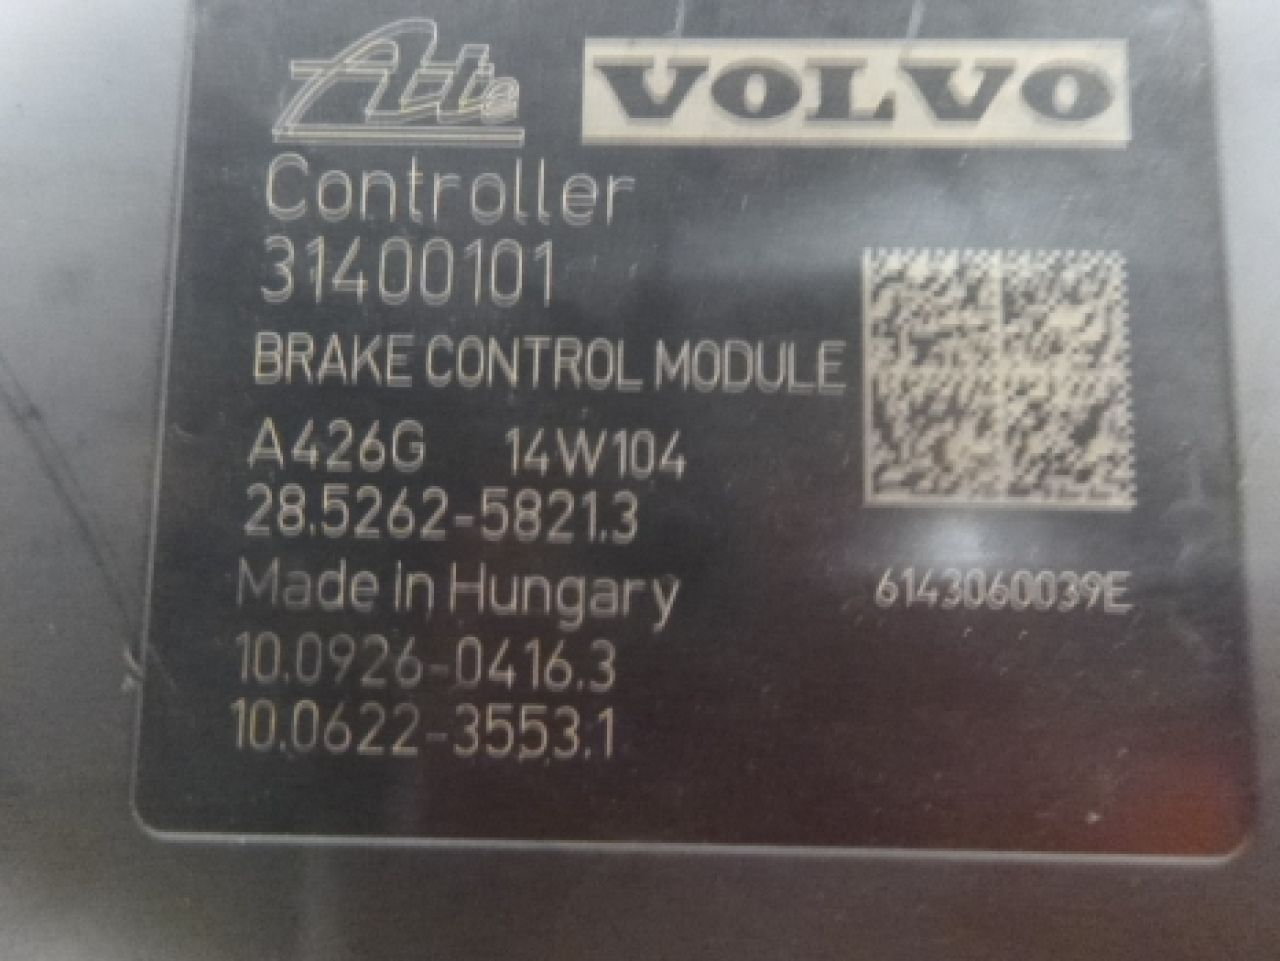 Ate VOLVO
Controller
31400101
BRAKE CONTROL MODULE
A426G 14W104
28.5262-5821.3
Made in Hungary 6143060039E
10.0926-0416.3
10.0622-3553.1